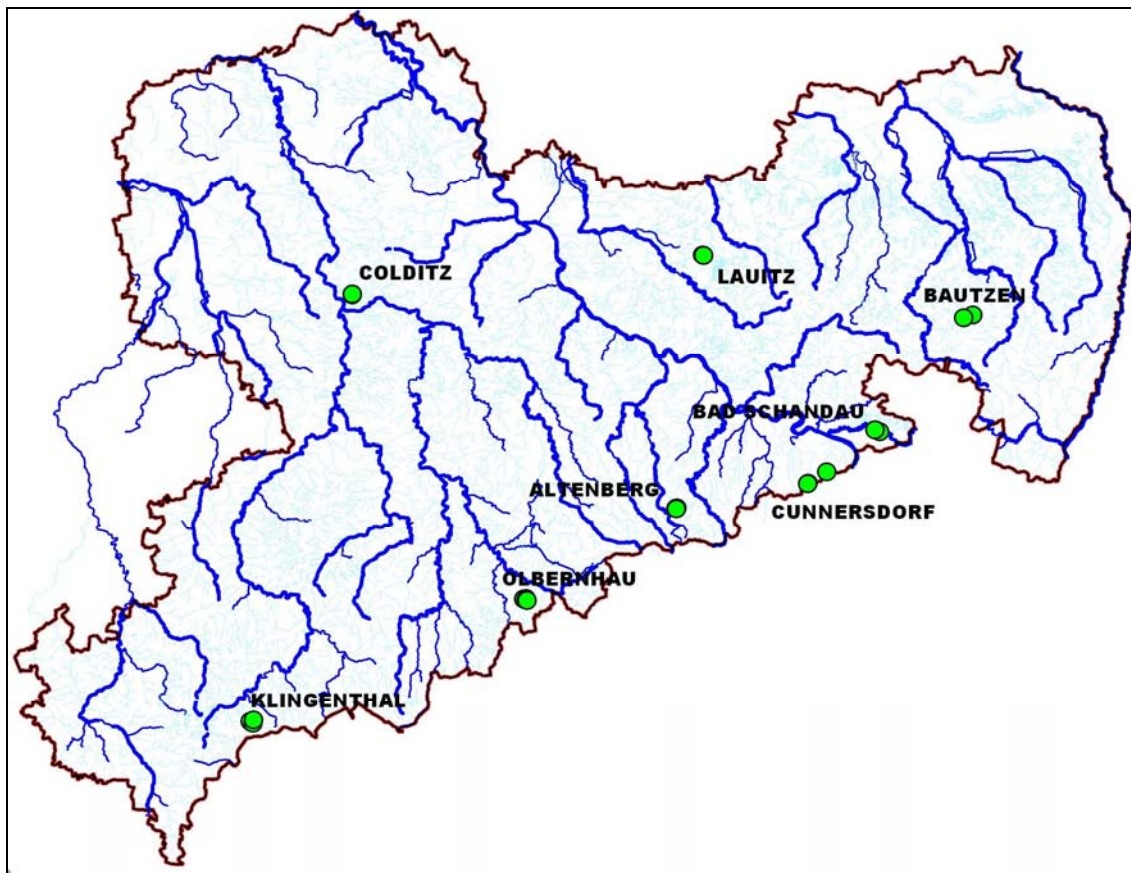 COLDITZ
LAUITZ
BAUTZEN
BAD SCHANDAU
ALTENBERG
CUNNERSDORF
OLBERNHAU
KLINGENTHAL